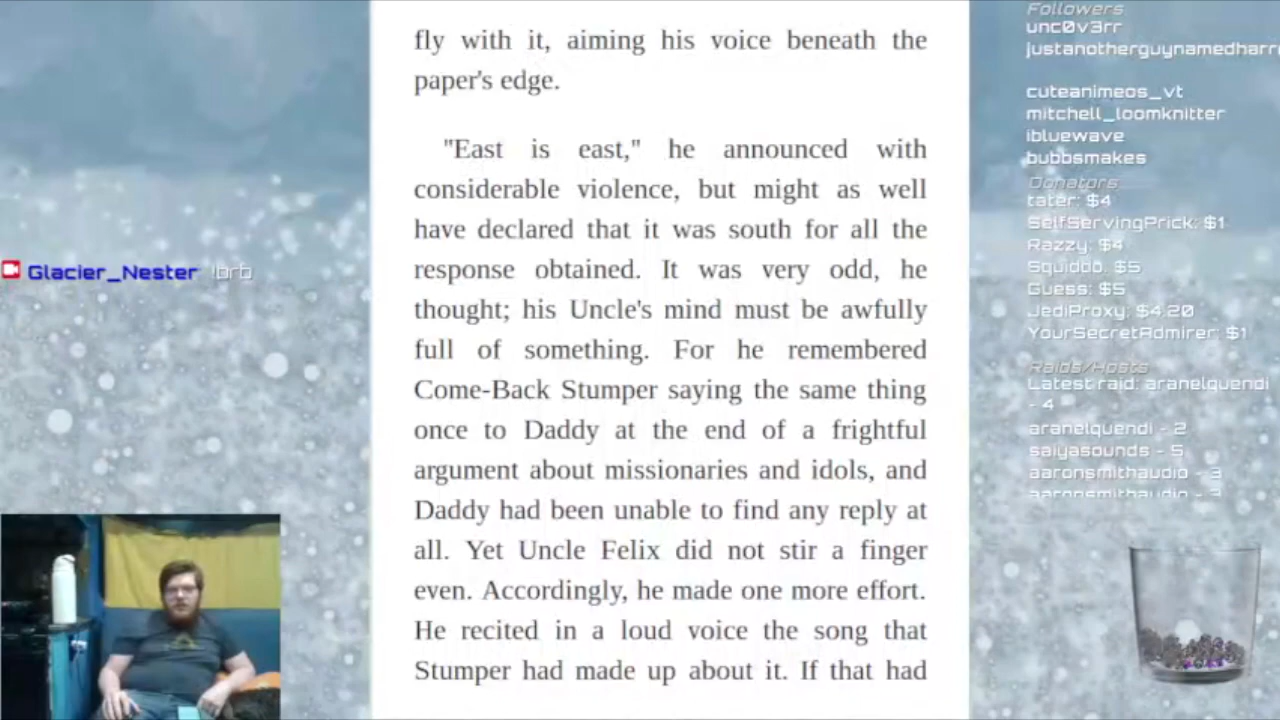 fly with it, aiming his voice beneath the
paper's edge.
"East is east," he announced with
considerable violence, but might as well
have declared that it was south for all the
response obtained. It was very odd, he
thought; his Uncle's mind must be awfully
full of something. For he remembered
Come-Back Stumper saying the same thing
once to Daddy at the end of a frightful
argument about missionaries and idols, and
Daddy had been unable to find any reply at
all. Yet Uncle Felix did not stir a finger
even. Accordingly, he made one more effort.
He recited in a loud voice the song that
Stumper had made up about it. If that had
Glacier_Nester !brb
Followers
unc0v3rr
justanotherguynamedharr
cuteanimeos_vt
mitchell_loomknitter
ibluewave
bubbsmakes
Donators
tater: $4
SelfServingPrick: $1
Razzy: $4
Squidoo: $5
Guess: $5
JediProxy: $4.20
YourSecretAdmirer: $1
Raids/Hosts
Latest raid: aranelquendi
- 4
aranelquendi - 2
saiyasounds - 5
aaronsmithaudio - 3
aaronsmithaudio - 3